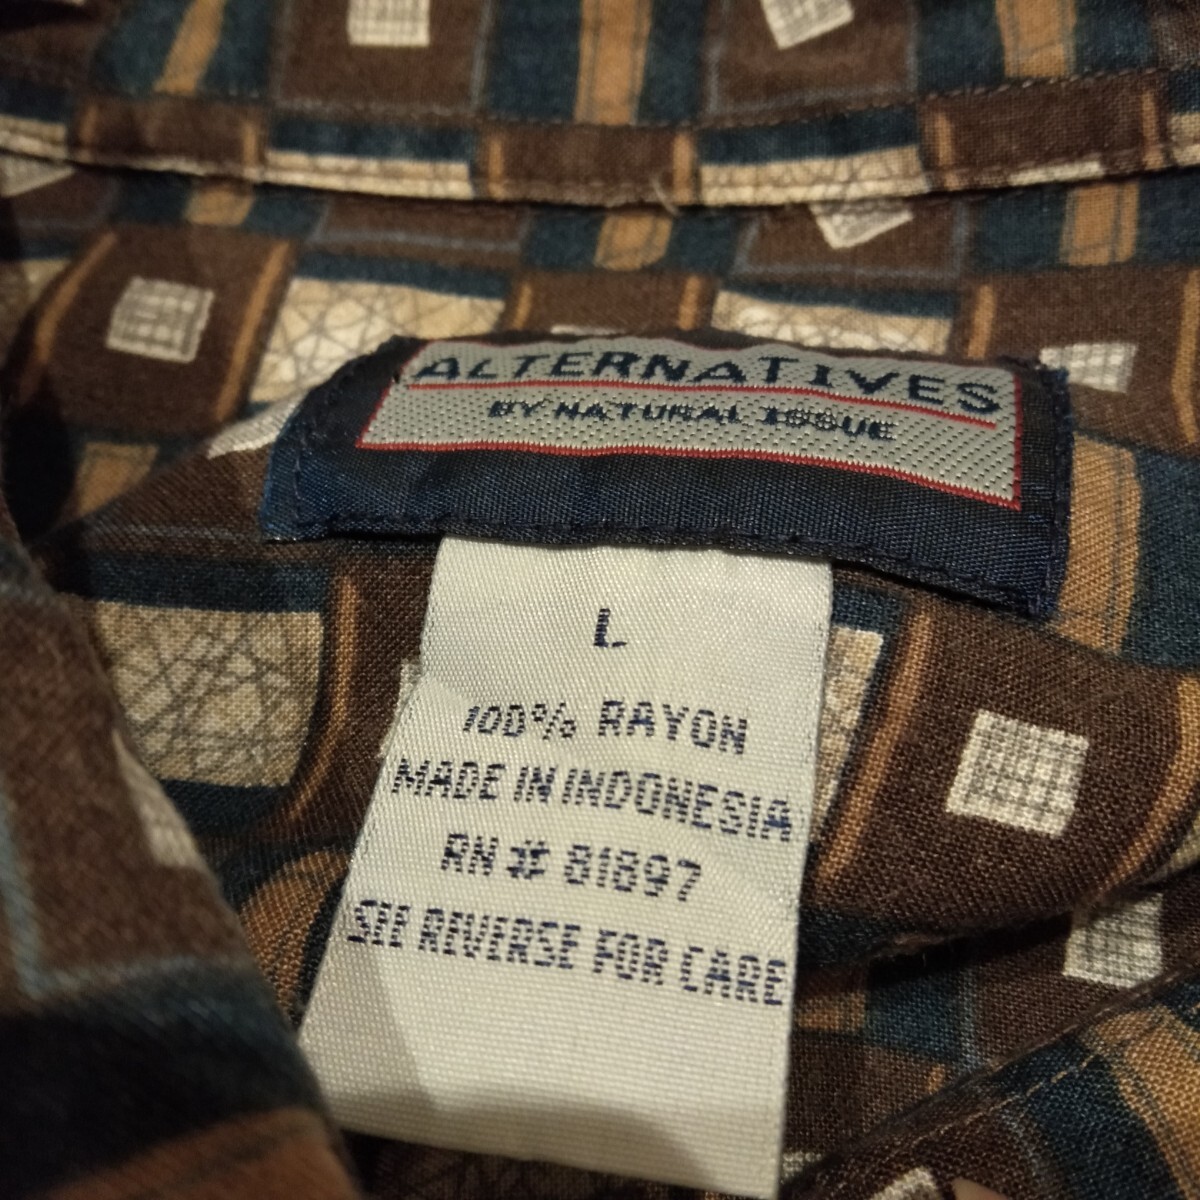 ALTERNATIVES
BY NATURAL ISSUE
L
100% RAYON
MADE IN INDONESIA
RN # 81897
SEE REVERSE FOR CARE